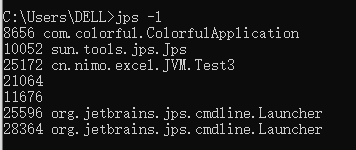 C:\Users\DELL>jps -l
8656 com.colorful.ColorfulApplication
10052 sun.tools.jps.Jps
25172 cn.nimo.excel.JVM.Test3
21064
11676
25596 org.jetbrains.jps.cmdline.Launcher
28364 org.jetbrains.jps.cmdline.Launcher